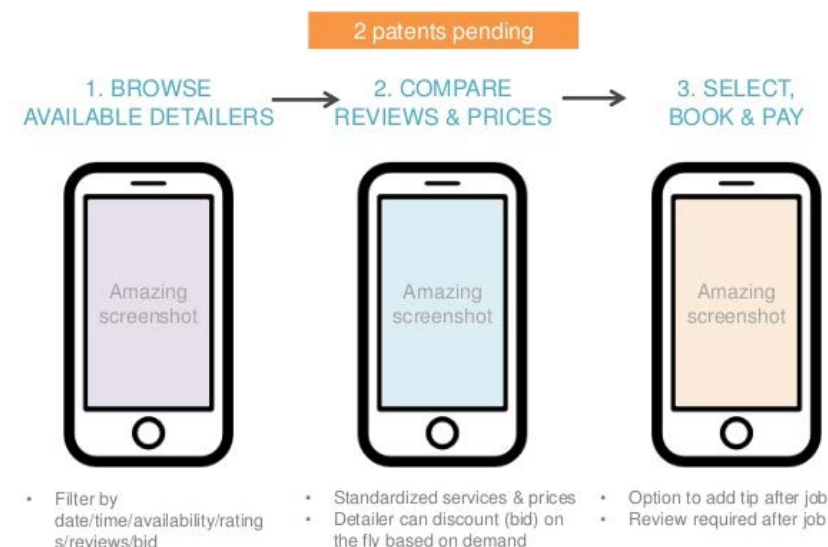 2 patents pending
1. BROWSE
AVAILABLE DETAILERS
2. COMPARE
REVIEWS & PRICES
3. SELECT,
BOOK & PAY
Amazing
screenshot
Amazing
screenshot
Amazing
screenshot
• Filter by
date/time/availability/rating
s/reviews/bid
• Standardized services & prices
• Detailer can discount (bid) on
the fly based on demand
• Option to add tip after job
• Review required after job